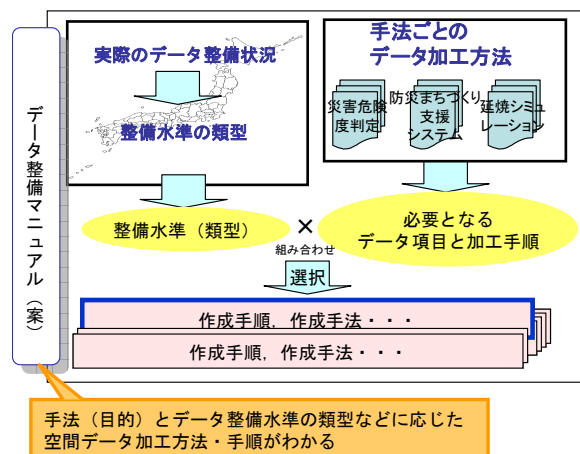 データ整備マニュアル（案）
実際のデータ整備状況
整備水準の類型
手法ごとの
データ加工方法
災害危険
度判定
防災まちづくり
支援
システム
延焼シミュ
レーション
整備水準（類型）
×
組み合わせ
必要となる
データ項目と加工手順
選択
作成手順，作成手法・・・
作成手順，作成手法・・・
手法（目的）とデータ整備水準の類型などに応じた
空間データ加工方法・手順がわかる